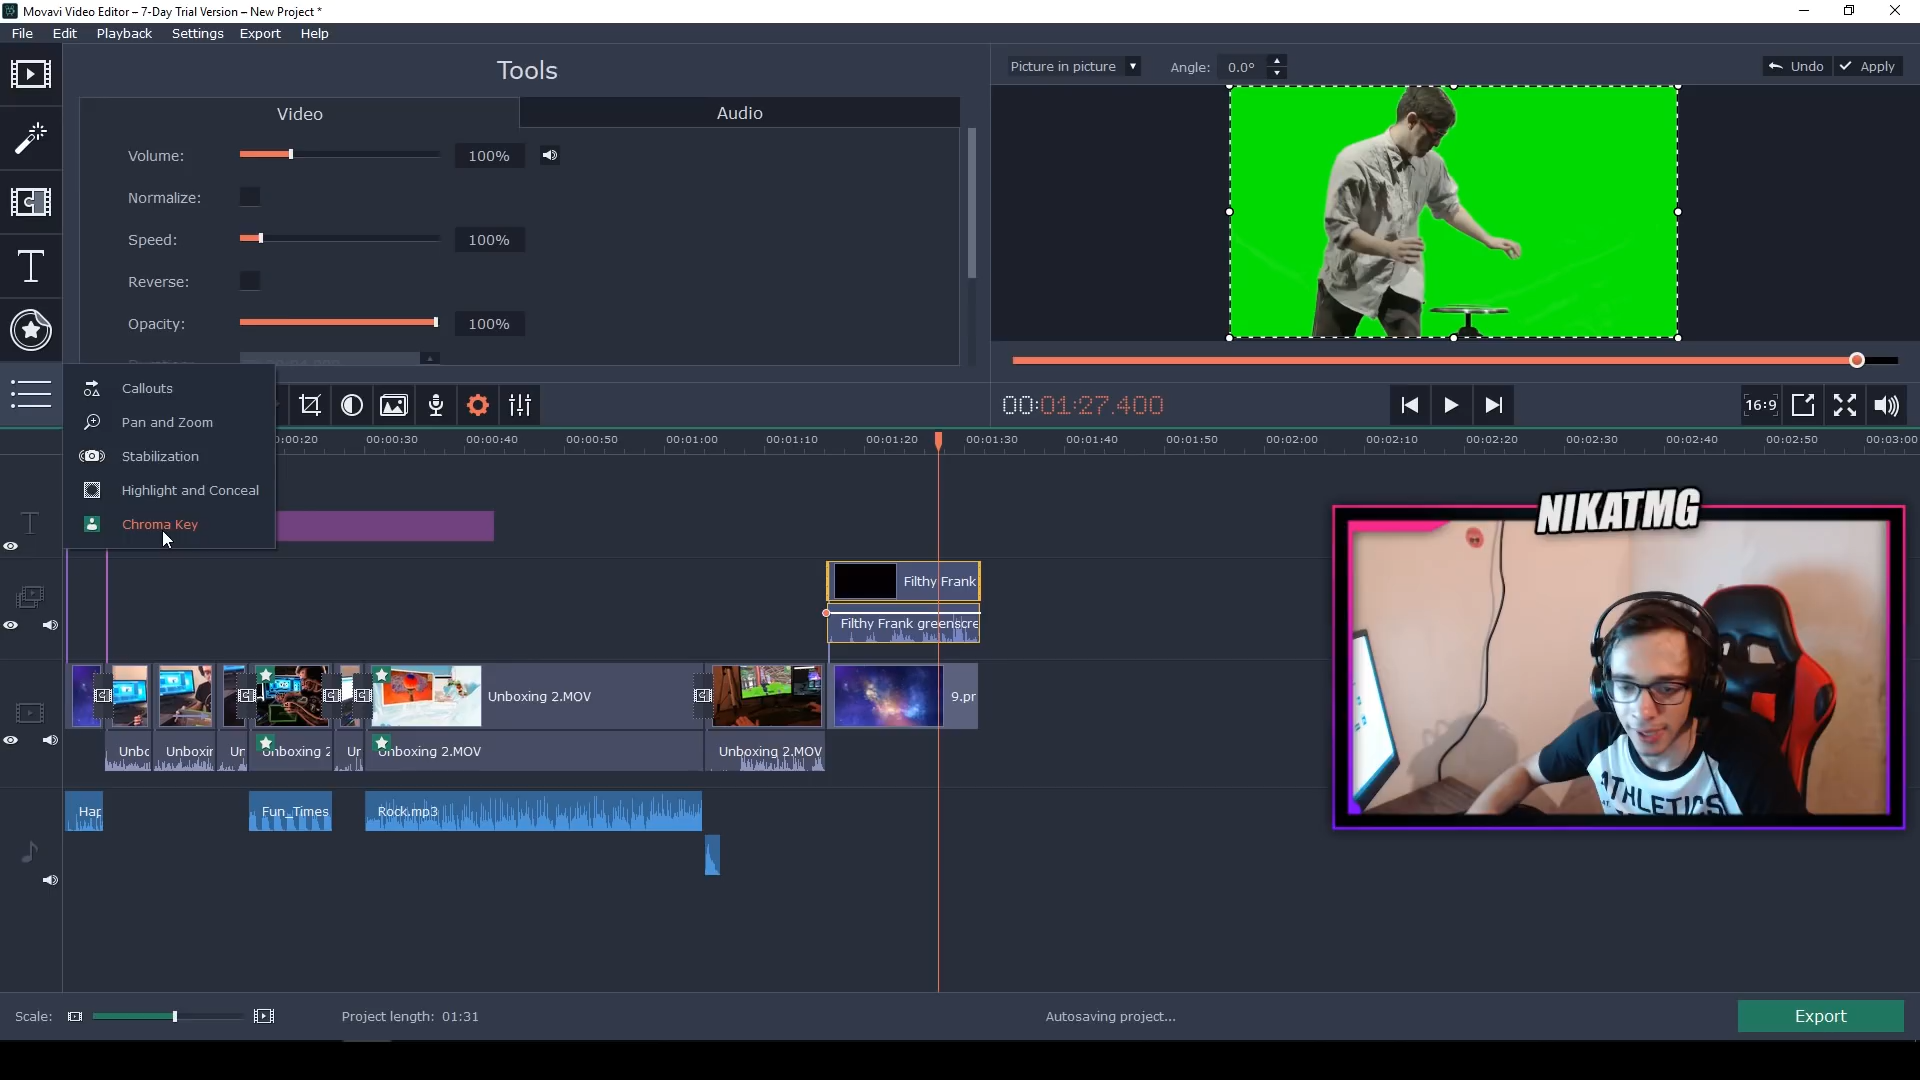 Movavi Video Editor – 7-Day Trial Version – New Project *
File Edit Playback Settings Export Help
Tools
Video
Audio
Volume:
100%
Normalize:
Speed:
100%
Reverse:
Opacity:
100%
Picture in picture
Angle:
0.0°
Undo
Apply
Callouts
Pan and Zoom
Stabilization
Highlight and Conceal
Chroma Key
00:01:27.400
16:9
0:00:20 00:00:30 00:00:40 00:00:50 00:01:00 00:01:10 00:01:20 00:01:30 00:01:40 00:01:50 00:02:00 00:02:10 00:02:20 00:02:30 00:02:40 00:02:50 00:03:00
T
Filthy Frank
Filthy Frank greenscre
Unboxing 2.MOV
9.pr
Unbo
Unboxir
Un
Unboxing 2
Ur
Unboxing 2.MOV
Unboxing 2.MOV
Har
Fun_Times
Rock.mp3
NIKATMG
ATHLETICS
Scale:
Project length: 01:31
Autosaving project...
Export